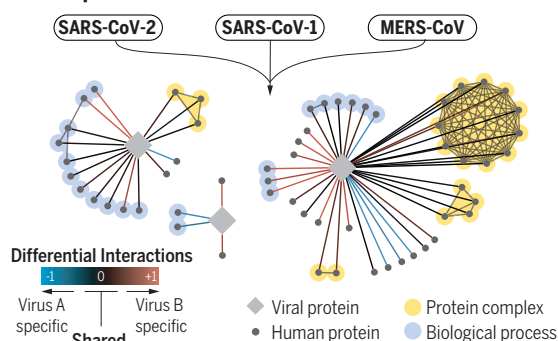 SARS-CoV-2 SARS-CoV-1 MERS-CoV
Differential Interactions
-1 0 +1
Virus A Virus B
specific specific
Shared
Viral protein Protein complex
Human protein Biological process